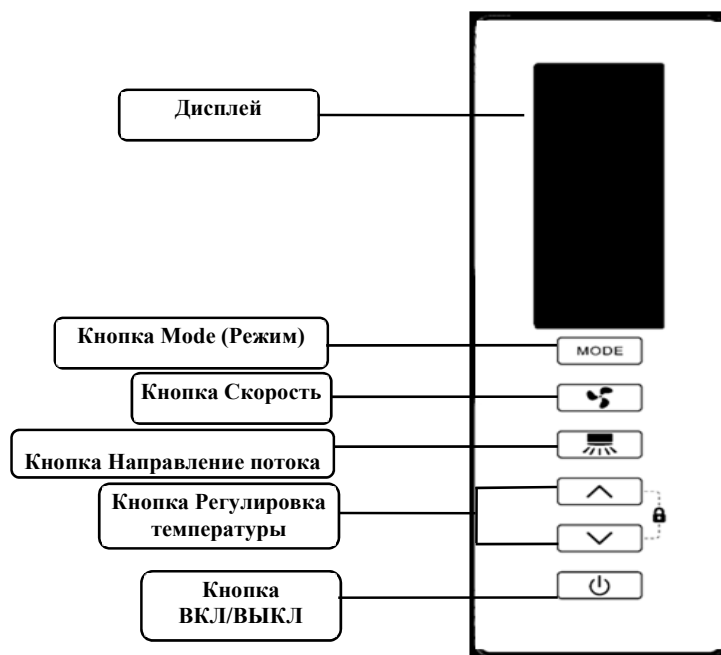 Дисплей
Кнопка Mode (Режим)
MODE
Кнопка Скорость
Кнопка Направление потока
Кнопка Регулировка
температуры
Кнопка
ВКЛ/ВЫКЛ